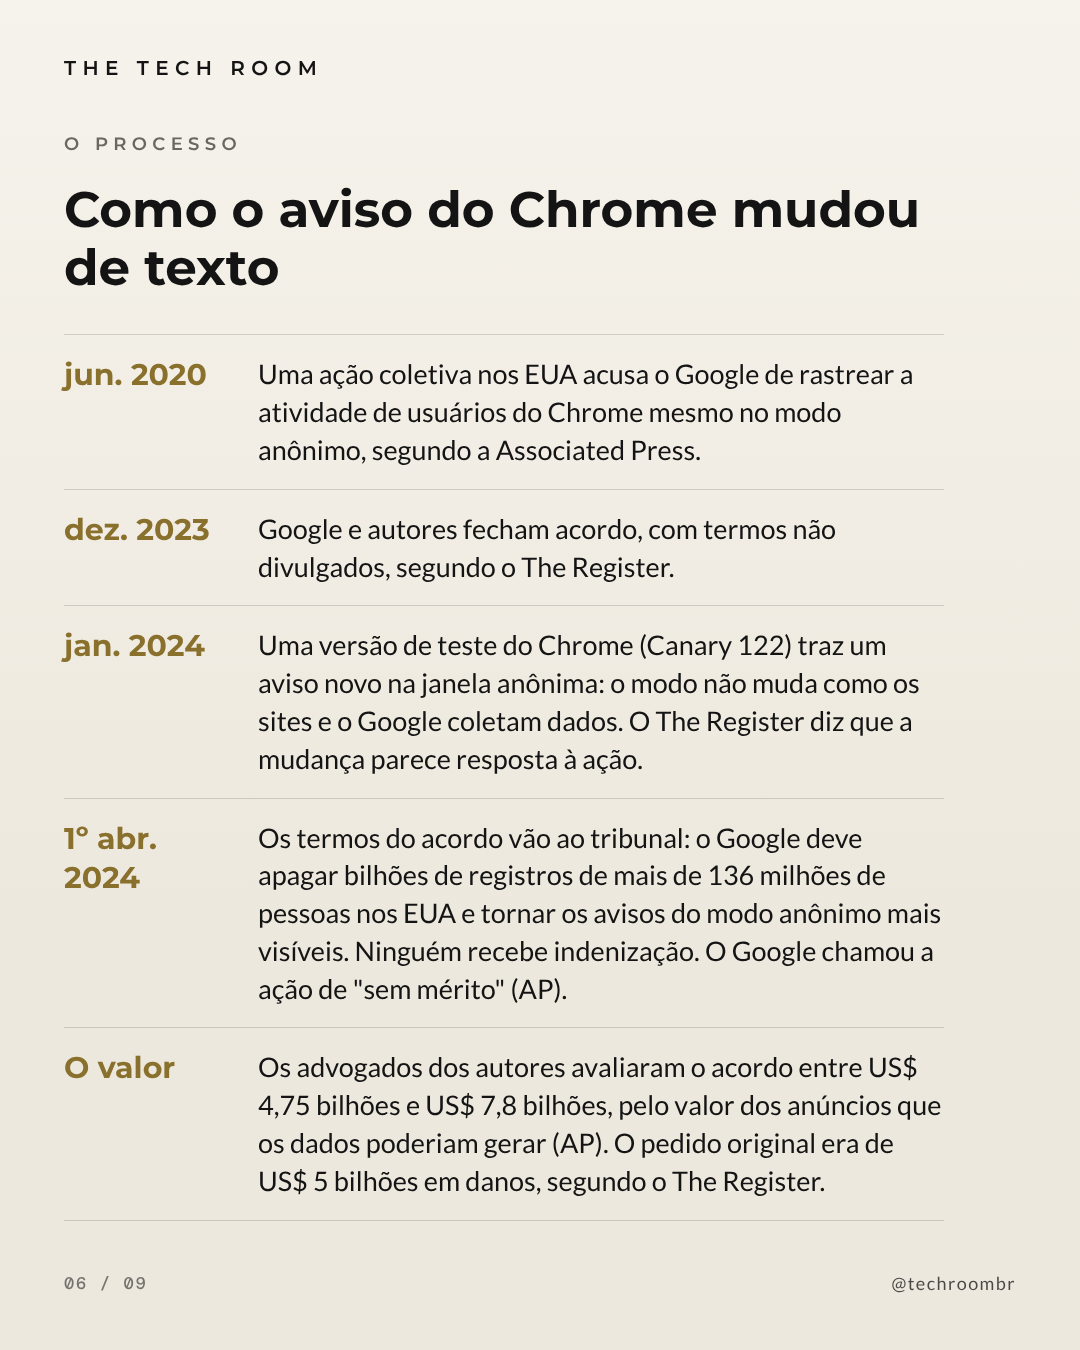 THE TECH ROOM
O PROCESSO
Como o aviso do Chrome mudou
de texto
jun. 2020
Uma ação coletiva nos EUA acusa o Google de rastrear a
atividade de usuários do Chrome mesmo no modo
anônimo, segundo a Associated Press.
dez. 2023
Google e autores fecham acordo, com termos não
divulgados, segundo o The Register.
jan. 2024
Uma versão de teste do Chrome (Canary 122) traz um
aviso novo na janela anônima: o modo não muda como os
sites e o Google coletam dados. O The Register diz que a
mudança parece resposta à ação.
1º abr.
2024
Os termos do acordo vão ao tribunal: o Google deve
apagar bilhões de registros de mais de 136 milhões de
pessoas nos EUA e tornar os avisos do modo anônimo mais
visíveis. Ninguém recebe indenização. O Google chamou a
ação de "sem mérito" (AP).
O valor
Os advogados dos autores avaliaram o acordo entre US$
4,75 bilhões e US$ 7,8 bilhões, pelo valor dos anúncios que
os dados poderiam gerar (AP). O pedido original era de
US$ 5 bilhões em danos, segundo o The Register.
06 / 09
@techroombr